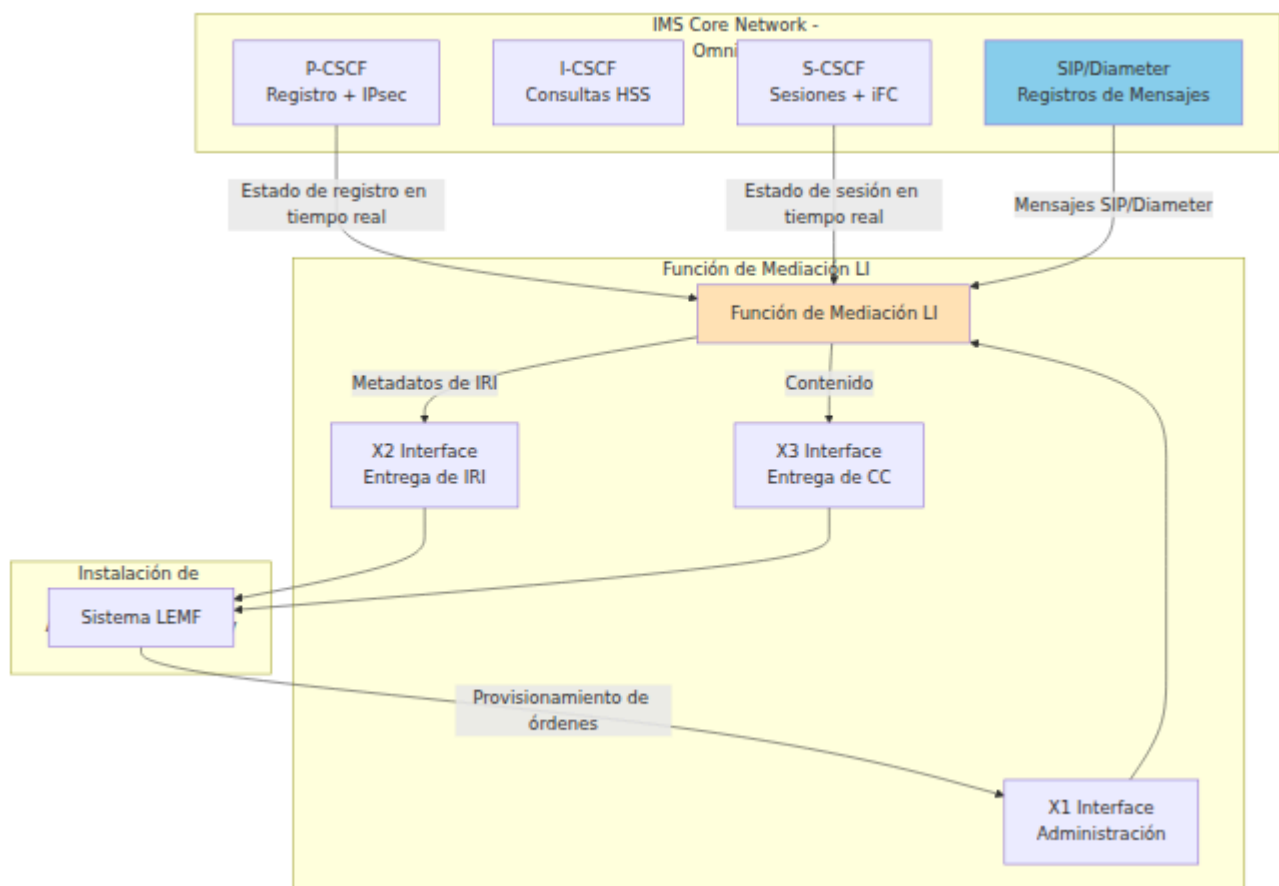 IMS Core Network -
Omni
P-CSCF
Registro + IPsec
I-CSCF
Consultas HSS
S-CSCF
Sesiones + iFC
SIP/Diameter
Registros de Mensajes
Estado de registro en
tiempo real
Estado de sesión en
tiempo real
Mensajes SIP/Diameter
Función de Mediación LI
Función de Mediación LI
Metadatos de IRI
Contenido
X2 Interface
Entrega de IRI
X3 Interface
Entrega de CC
Instalación de
Sistema LEMF
Provisionamiento de
órdenes
X1 Interface
Administración